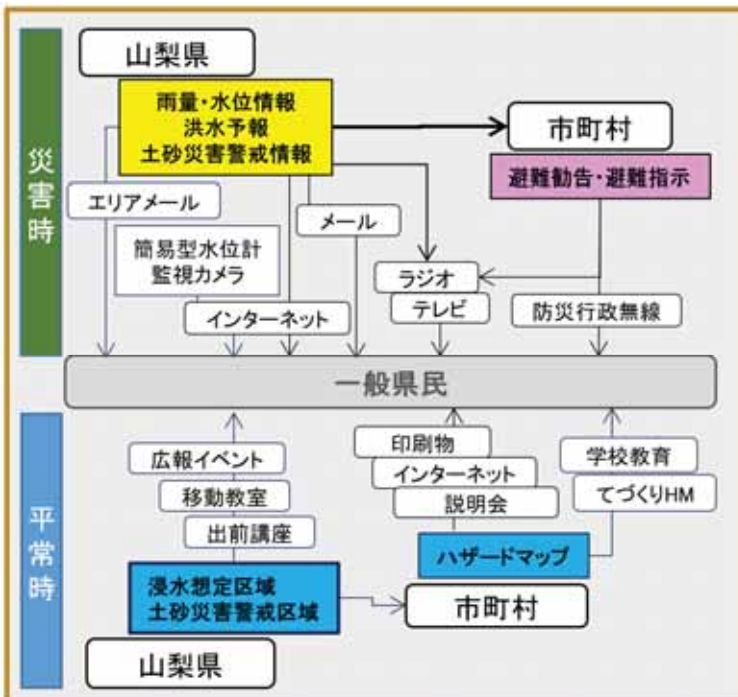 災害時
山梨県
雨量・水位情報
洪水予報
土砂災害警戒情報
市町村
避難勧告・避難指示
エリアメール
メール
簡易型水位計
監視カメラ
ラジオ
テレビ
インターネット
防災行政無線
一般県民
平常時
広報イベント
移動教室
出前講座
印刷物
インターネット
説明会
学校教育
てづくりHM
ハザードマップ
浸水想定区域
土砂災害警戒区域
市町村
山梨県